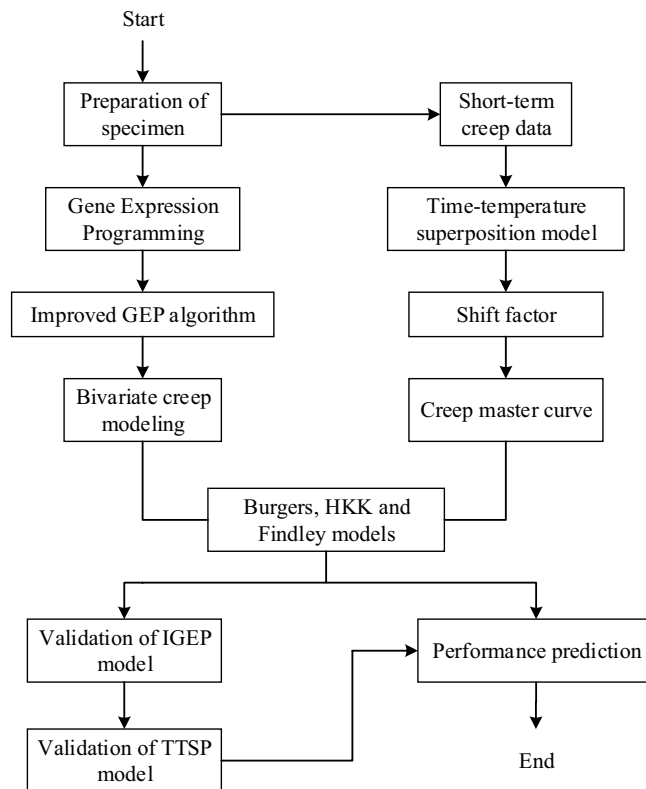 Start
Preparation of
specimen
Short-term
creep data
Gene Expression
Programming
Time-temperature
superposition model
Improved GEP algorithm
Shift factor
Bivariate creep
modeling
Creep master curve
Burgers, HKK and
Findley models
Validation of IGEP
model
Performance prediction
Validation of TTSP
model
End